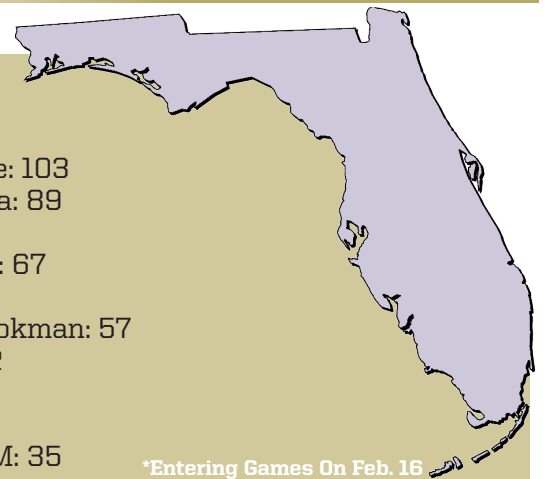 e: 103
a: 89
: 67
okman: 57
M: 35
*Entering Games On Feb. 16